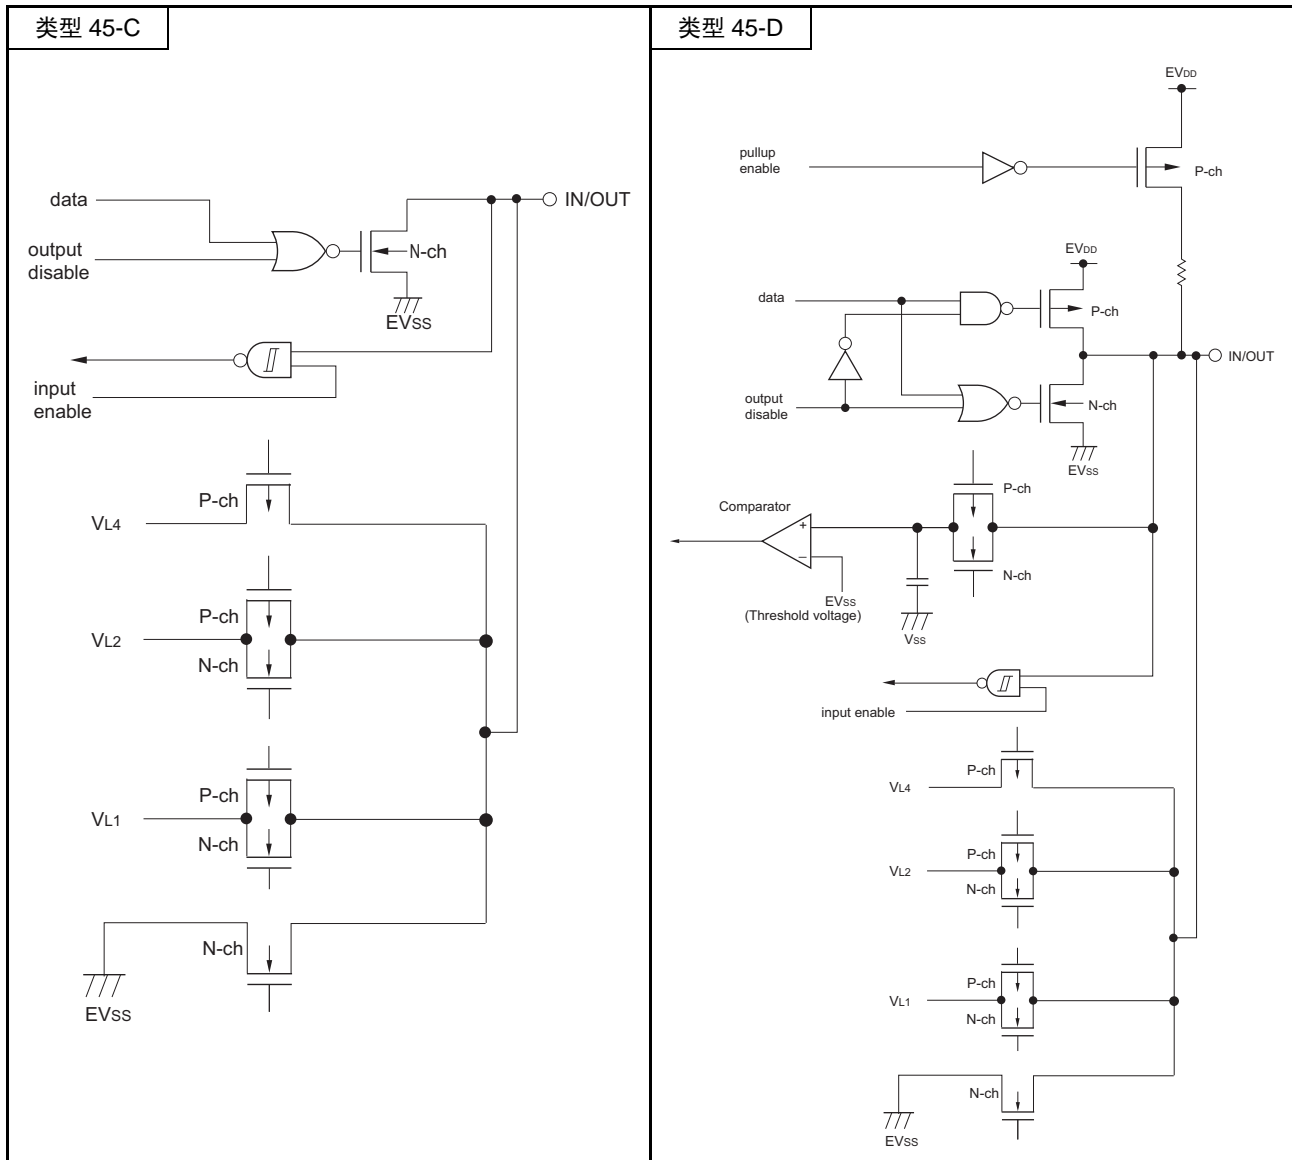 类型 45-C
data
IN/OUT
output
disable
N-ch
EVSS
input
enable
P-ch
VL4
P-ch
VL2
N-ch
P-ch
VL1
N-ch
N-ch
EVSS
类型 45-D
EVDD
pullup
enable
P-ch
EVDD
data
P-ch
IN/OUT
output
disable
N-ch
EVSS
P-ch
Comparator
+
–
N-ch
EVSS
(Threshold voltage)
VSS
input enable
P-ch
VL4
P-ch
VL2
N-ch
P-ch
VL1
N-ch
N-ch
EVSS